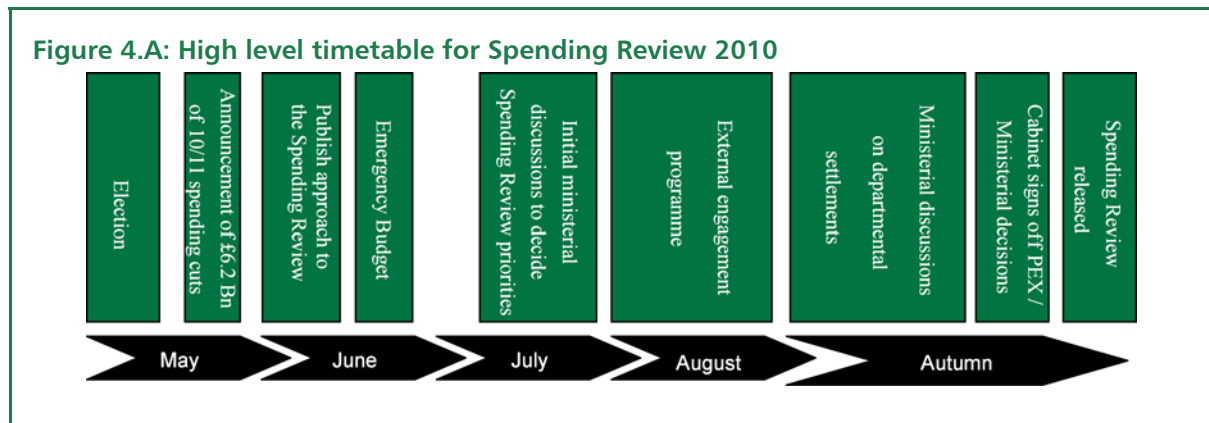 Figure 4.A: High level timetable for Spending Review 2010
Election
Announcement of £6.2 Bn
of 10/11 spending cuts
Publish approach to
the Spending Review
Emergency Budget
Initial ministerial
discussions to decide
Spending Review priorities
External engagement
programme
Ministerial discussions
on departmental
settlements
Cabinet signs off PEX /
Ministerial decisions
Spending Review
released
May
June
July
August
Autumn